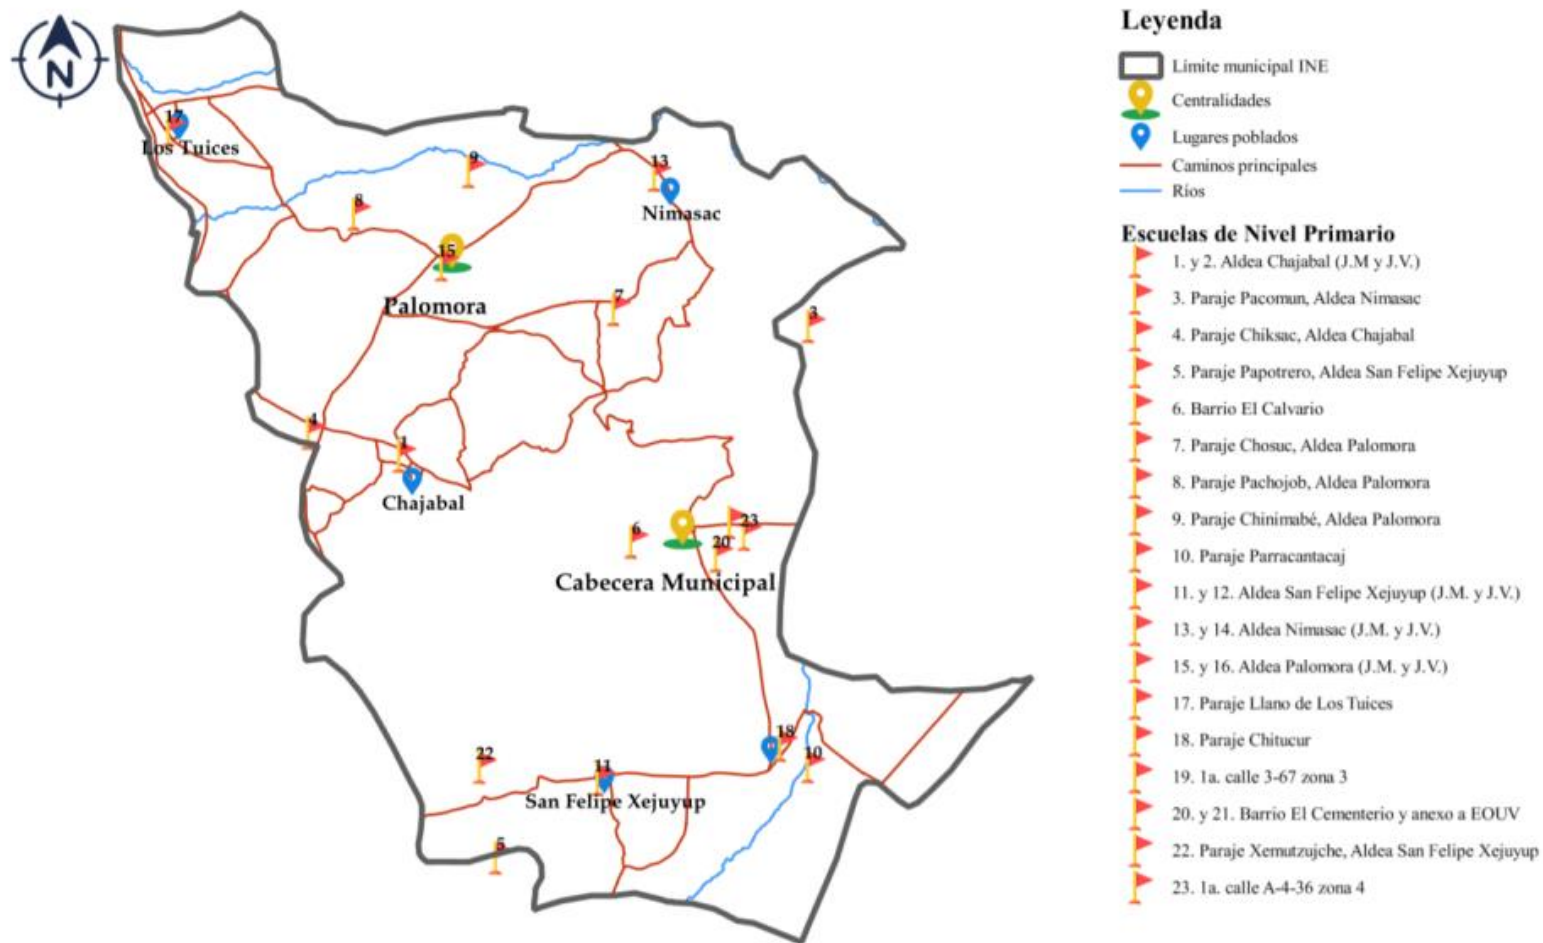 N
17
Los Tuices
9
13
8
Nimasac
15
Palomora
7
3
4
1
Chajabal
6
23
20
Cabecera Municipal
22
11
San Felipe Xejuyup
18
10
5
Leyenda
Límite municipal INE
Centralidades
Lugares poblados
Caminos principales
Ríos
Escuelas de Nivel Primario
1. y 2. Aldea Chajabal (J.M y J.V.)
3. Paraje Pacomun, Aldea Nimasac
4. Paraje Chiksac, Aldea Chajabal
5. Paraje Papotrero, Aldea San Felipe Xejuyup
6. Barrio El Calvario
7. Paraje Chosuc, Aldea Palomora
8. Paraje Pachojob, Aldea Palomora
9. Paraje Chinimabé, Aldea Palomora
10. Paraje Parracantacaj
11. y 12. Aldea San Felipe Xejuyup (J.M. y J.V.)
13. y 14. Aldea Nimasac (J.M. y J.V.)
15. y 16. Aldea Palomora (J.M. y J.V.)
17. Paraje Llano de Los Tuices
18. Paraje Chitucur
19. 1a. calle 3-67 zona 3
20. y 21. Barrio El Cementerio y anexo a EOUV
22. Paraje Xemutzujche, Aldea San Felipe Xejuyup
23. 1a. calle A-4-36 zona 4